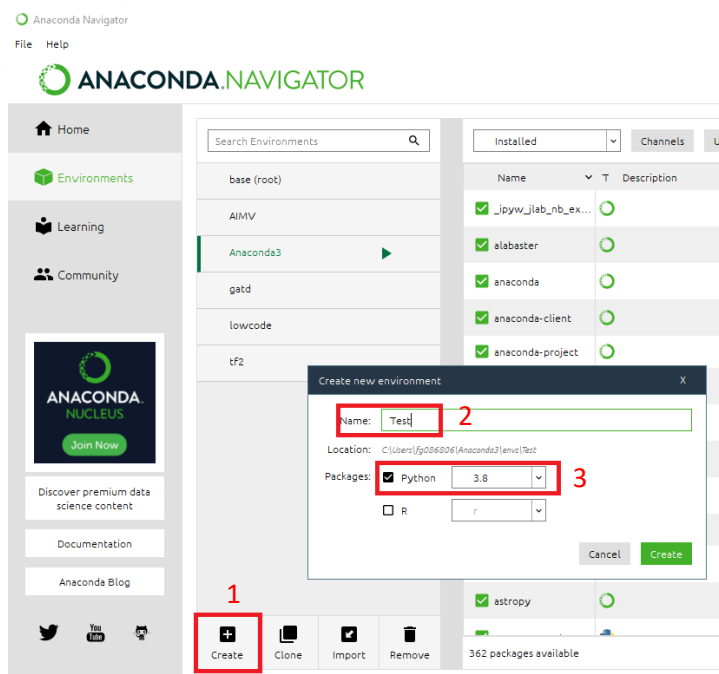 Anaconda Navigator
File Help
ANACONDA.NAVIGATOR
Home
Environments
Learning
Community
ANACONDA.
NUCLEUS
Join Now
Discover premium data
science content
Documentation
Anaconda Blog
You
Tube
Search Environments
base (root)
AIMV
Anaconda3
gatd
lowcode
tf2
1
Create Clone Import Remove
Installed Channels U
Name T Description
_ipyw_jlab_nb_ex...
alabaster
anaconda
anaconda-client
anaconda-project
Create new environment X
Name: Test 2
Location: C:\Users\fg086806\Anaconda3\envs\Test
Packages: Python 3.8 3
R r
Cancel Create
astropy
362 packages available